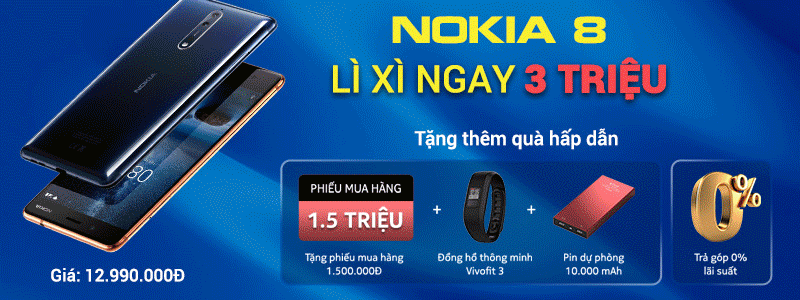 NOKIA 8
LÌ XÌ NGAY 3 TRIỆU
Tặng thêm quà hấp dẫn
PHIẾU MUA HÀNG
1.5 TRIỆU
Tặng phiếu mua hàng
1.500.000Đ
+
Đồng hồ thông minh
Vivofit 3
+
Pin dự phòng
10.000 mAh
0%
Trả góp 0%
lãi suất
NOKIA
80
Giá: 12.990.000Đ